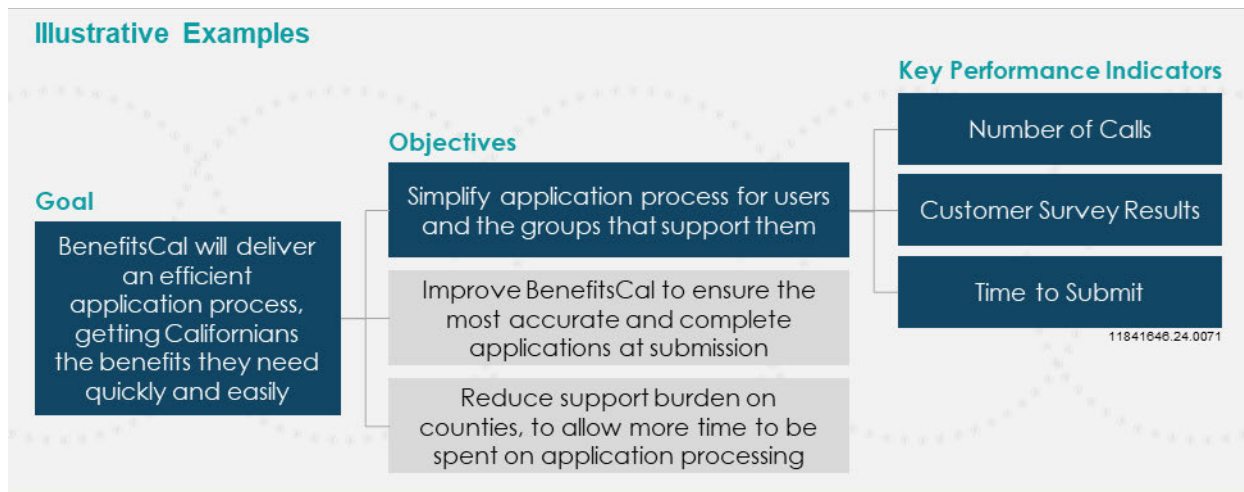 Illustrative Examples
Goal
BenefitsCal will deliver
an efficient
application process,
getting Californians
the benefits they need
quickly and easily
Objectives
Simplify application process for users
and the groups that support them
Improve BenefitsCal to ensure the
most accurate and complete
applications at submission
Reduce support burden on
counties, to allow more time to be
spent on application processing
Key Performance Indicators
Number of Calls
Customer Survey Results
Time to Submit
11841646.24.0071